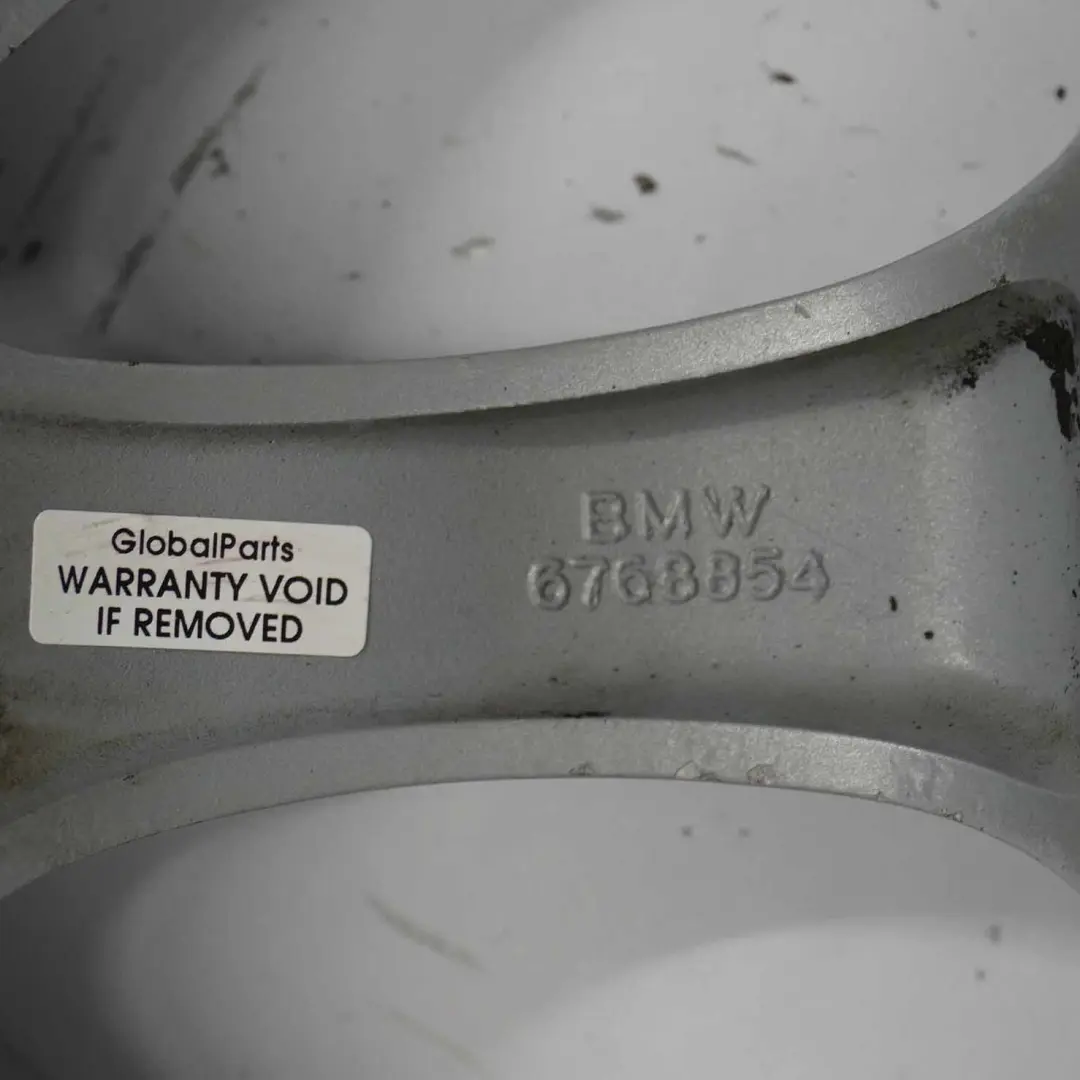 GlobalParts
WARRANTY VOID
IF REMOVED
BMW
6768854